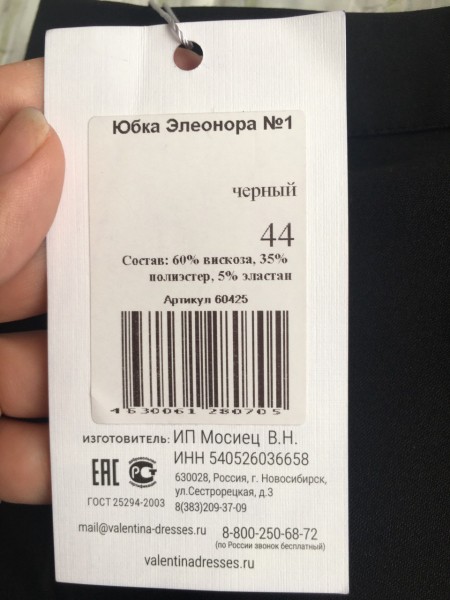 Юбка Элеонора №1
черный
44
Состав: 60% вискоза, 35%
полиэстер, 5% эластан
Артикул 60425
4 630061 280705
ИЗГОТОВИТЕЛЬ: ИП Мосиец В.Н.
ИНН 540526036658
630028, Россия, г. Новосибирск,
ул.Сестрорецкая, д.3
8(383)209-37-09
ЕАС
ГОСТ 25294-2003
mail@valentina-dresses.ru
8-800-250-68-72
(по России звонок бесплатный)
valentinadresses.ru